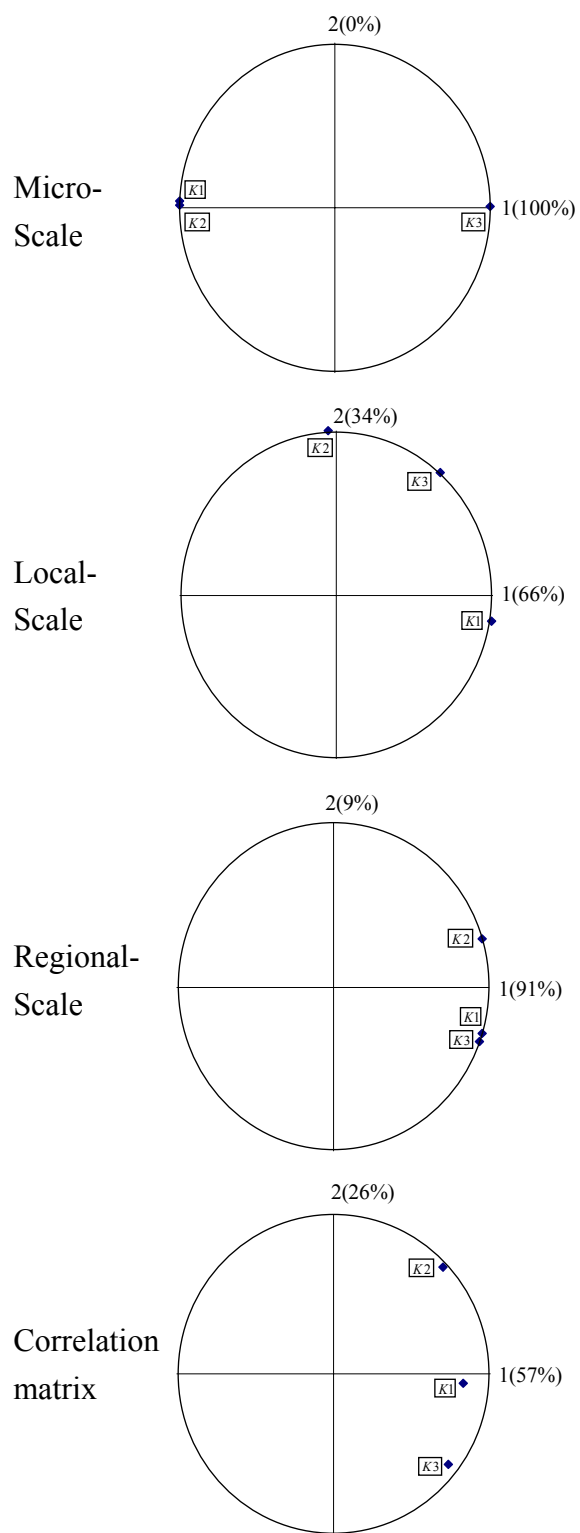 2(0%)
Micro-
Scale
K1
K2
K3
1(100%)
2(34%)
K2
K3
Local-
Scale
1(66%)
K1
2(9%)
K2
Regional-
Scale
1(91%)
K1
K3
2(26%)
K2
Correlation
matrix
1(57%)
K1
K3